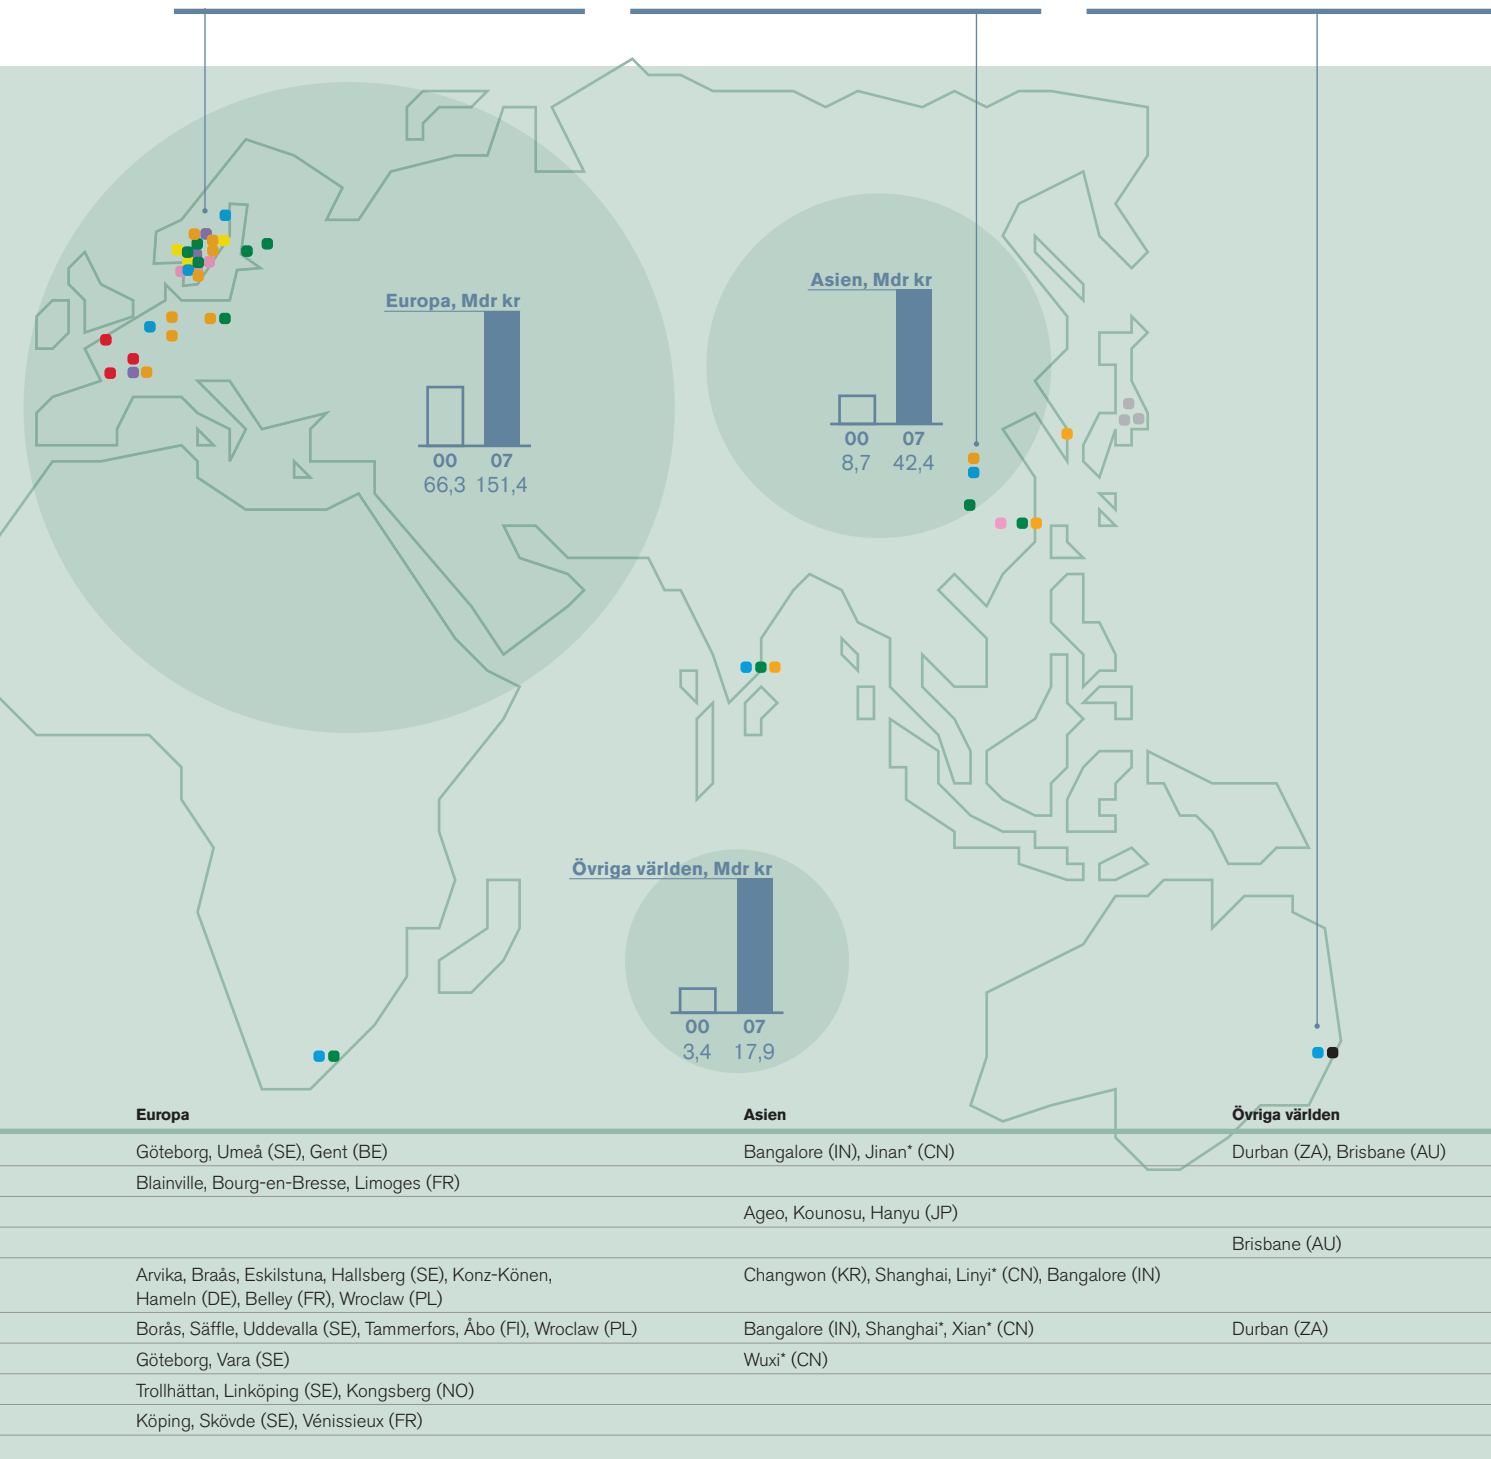 Europa, Mdr kr
00 07
66,3 151,4
Asien, Mdr kr
00 07
8,7 42,4
Övriga världen, Mdr kr
00 07
3,4 17,9
Europa Asien Övriga världen
Göteborg, Umeå (SE), Gent (BE) Bangalore (IN), Jinan* (CN) Durban (ZA), Brisbane (AU)
Blainville, Bourg-en-Bresse, Limoges (FR)
Ageo, Kounosu, Hanyu (JP)
Brisbane (AU)
Arvika, Braås, Eskilstuna, Hallsberg (SE), Konz-Könen, Changwon (KR), Shanghai, Linyi* (CN), Bangalore (IN)
Hameln (DE), Belley (FR), Wroclaw (PL)
Borås, Säffle, Uddevalla (SE), Tammerfors, Åbo (FI), Wroclaw (PL) Bangalore (IN), Shanghai*, Xian* (CN) Durban (ZA)
Göteborg, Vara (SE) Wuxi* (CN)
Trollhättan, Linköping (SE), Kongsberg (NO)
Köping, Skövde (SE), Vénissieux (FR)